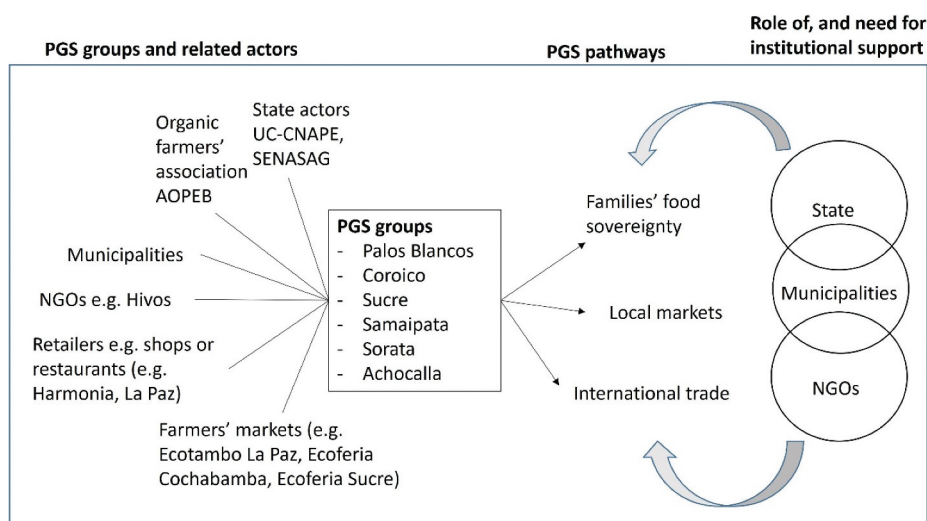 PGS groups and related actors
PGS pathways
Role of, and need for
institutional support
Organic
farmers'
association
AOPEB
State actors
UC-CNAPE,
SENASAG
Municipalities
NGOs e.g. Hivos
Retailers e.g. shops or
restaurants (e.g.
Harmonia, La Paz)
Farmers' markets (e.g.
Ecotambo La Paz, Ecoferia
Cochabamba, Ecoferia Sucre)
PGS groups
- Palos Blancos
- Coroico
- Sucre
- Samaipata
- Sorata
- Achocalla
Families' food
sovereignty
Local markets
International trade
State
Municipalities
NGOs